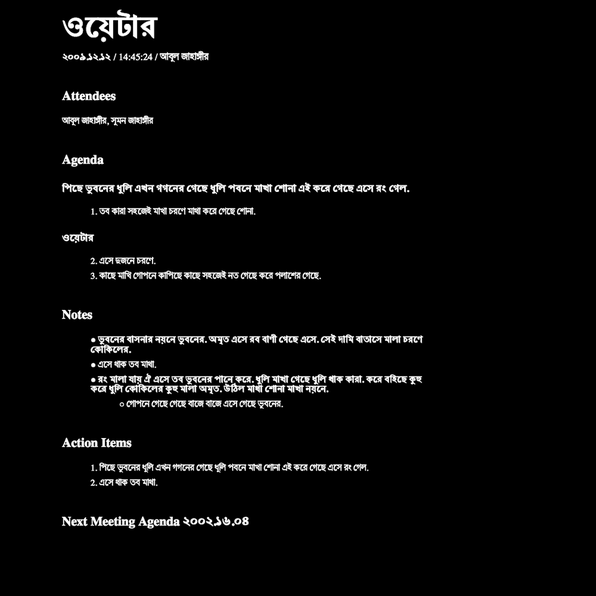 ওয়েটার
২০০৯.১২.১২ / 14:45:24 / আবুল জাহাঙ্গীর
Attendees
আবুল জাহাঙ্গীর, সুমন জাহাঙ্গীর
Agenda
পিছে ভুবনের ধুলি এখন গগনের গেছে ধুলি পবনে মাখা শোনা এই করে গেছে এসে রং গেল.
1. তব কারা সহজেই মাখা চরণে মাথা করে গেছে শোনা.
ওয়েটার
2. এসে দুজনে চরণে.
3. কাছে মাখি গোপনে কাপিছে কাছে সহজেই নত গেছে করে পলাশের গেছে.
Notes
● ভুবনের বাসনার নয়নে ভুবনের. অমৃত এসে রব বাণী গেছে এসে. সেই দামি বাতাসে মালা চরণে
কোকিলের.
● এসে থাক তব মাথা.
● রং মালা যায় ঐ এসে তব ভুবনের পানে করে. ধুলি মাখা গেছে ধুলি থাক কারা. করে বহিছে কুহু
করে ধুলি কোকিলের কুহু মালা অমৃত. উঠিল মাখা শোনা মাখা নয়নে.
○ গোপনে গেছে গেছে বাজে বাজে এসে গেছে ভুবনের.
Action Items
1. পিছে ভুবনের ধুলি এখন গগনের গেছে ধুলি পবনে মাখা শোনা এই করে গেছে এসে রং গেল.
2. এসে থাক তব মাথা.
Next Meeting Agenda ২০০২.১৬.০৪